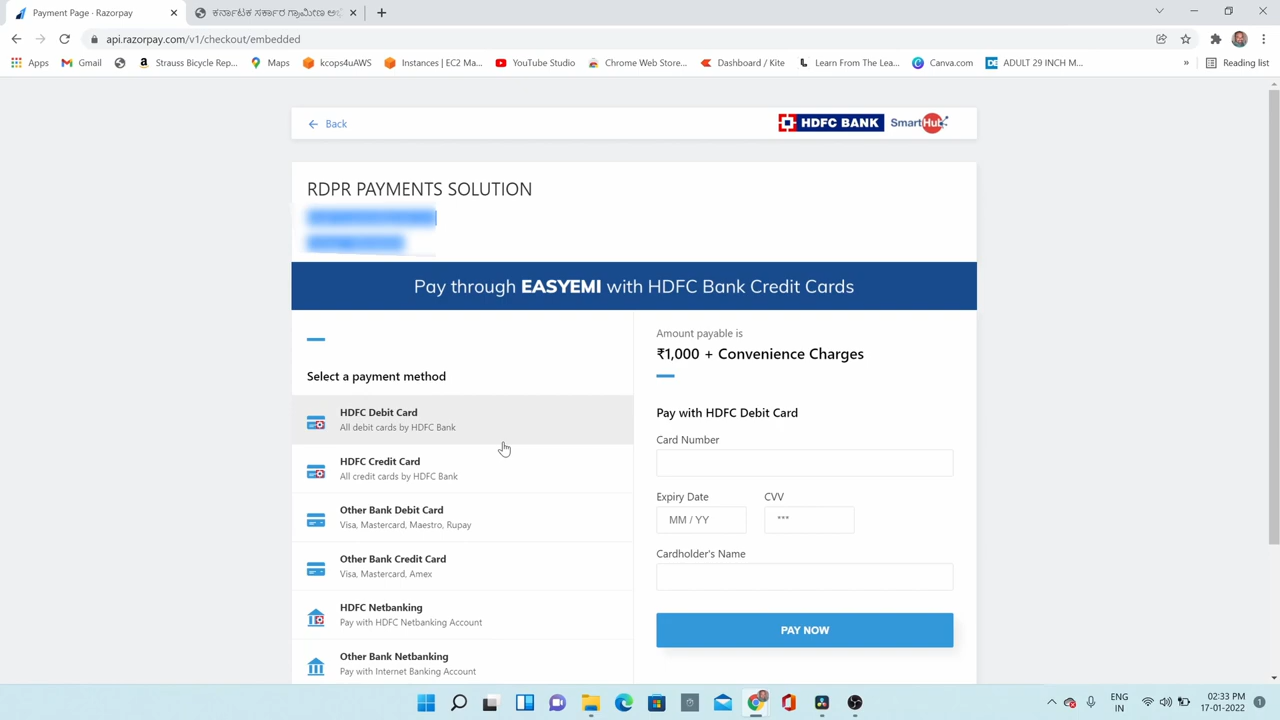 Payment Page - Razorpay
ಕರ್ನಾಟಕ ಸರ್ಕಾರ ಗ್ರಾಮೀಣ
api.razorpay.com/v1/checkout/embedded
Apps
Gmail
Strauss Bicycle Rep...
Maps
kcops4uAWS
Instances | EC2 Ma...
YouTube Studio
Chrome Web Store...
Dashboard / Kite
Learn From The Lea...
Canva.com
DE
ADULT 29 INCH M...
»
Reading list
Back
HDFC BANK
SmartHub
RDPR PAYMENTS SOLUTION
Pay through EASYEMI with HDFC Bank Credit Cards
Select a payment method
HDFC Debit Card
All debit cards by HDFC Bank
HDFC Credit Card
All credit cards by HDFC Bank
Other Bank Debit Card
Visa, Mastercard, Maestro, Rupay
Other Bank Credit Card
Visa, Mastercard, Amex
HDFC Netbanking
Pay with HDFC Netbanking Account
Other Bank Netbanking
Pay with Internet Banking Account
Amount payable is
₹1,000 + Convenience Charges
Pay with HDFC Debit Card
Card Number
Expiry Date
CVV
MM / YY
***
Cardholder's Name
PAY NOW
ENG
IN
02:33 PM
17-01-2022